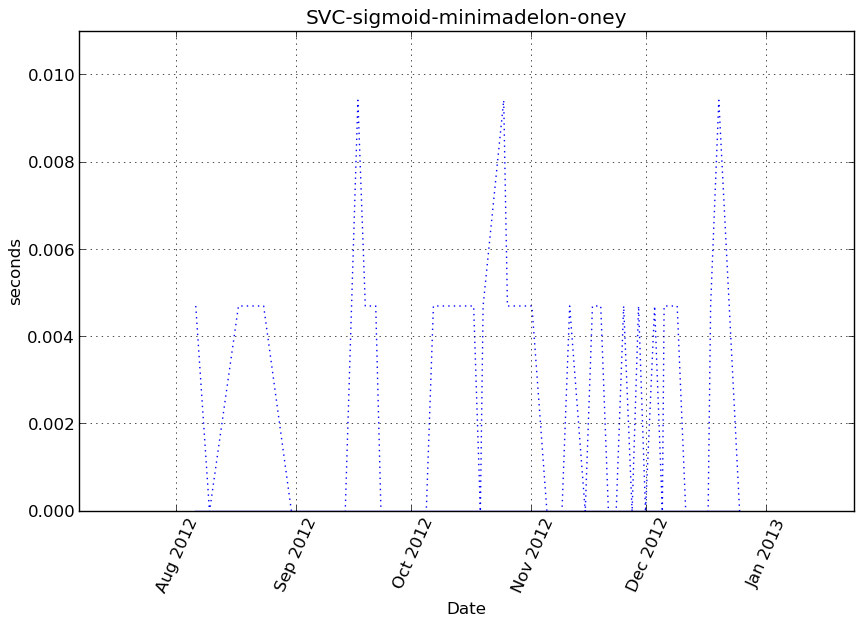 SVC-sigmoid-minimadelon-oney
0.010
0.008
0.006
0.004
0.002
0.000
seconds
Aug 2012
Sep 2012
Oct 2012
Nov 2012
Dec 2012
Jan 2013
Date